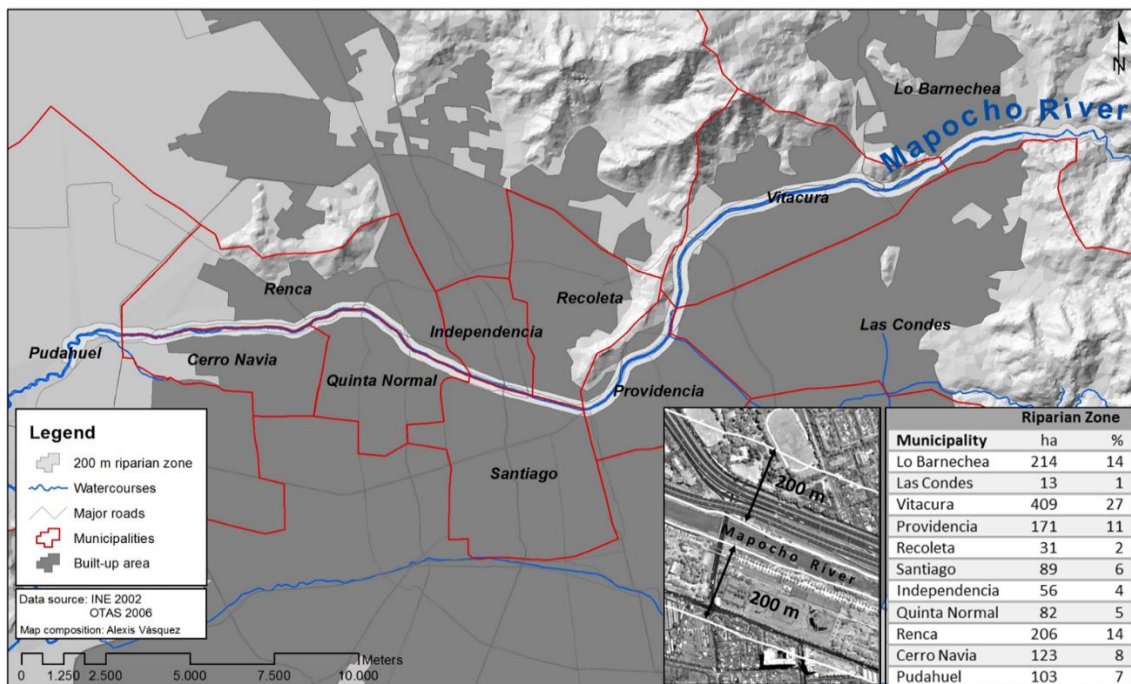 Lo Barnechea
N
Mapocho River
Vitacura
Renca
Recoleta
Independencia
Las Condes
Pudahuel
Cerro Navia
Quinta Normal
Providencia
Santiago
Legend
200 m riparian zone
Watercourses
Major roads
Municipalities
Built-up area
Data source: INE 2002
OTAS 2006
Map composition: Alexis Vásquez
Meters
0 1.250 2.500 5.000 7.500 10.000
200 m
Mapocho River
200 m
Riparian Zone
Municipality ha %
Lo Barnechea 214 14
Las Condes 13 1
Vitacura 409 27
Providencia 171 11
Recoleta 31 2
Santiago 89 6
Independencia 56 4
Quinta Normal 82 5
Renca 206 14
Cerro Navia 123 8
Pudahuel 103 7